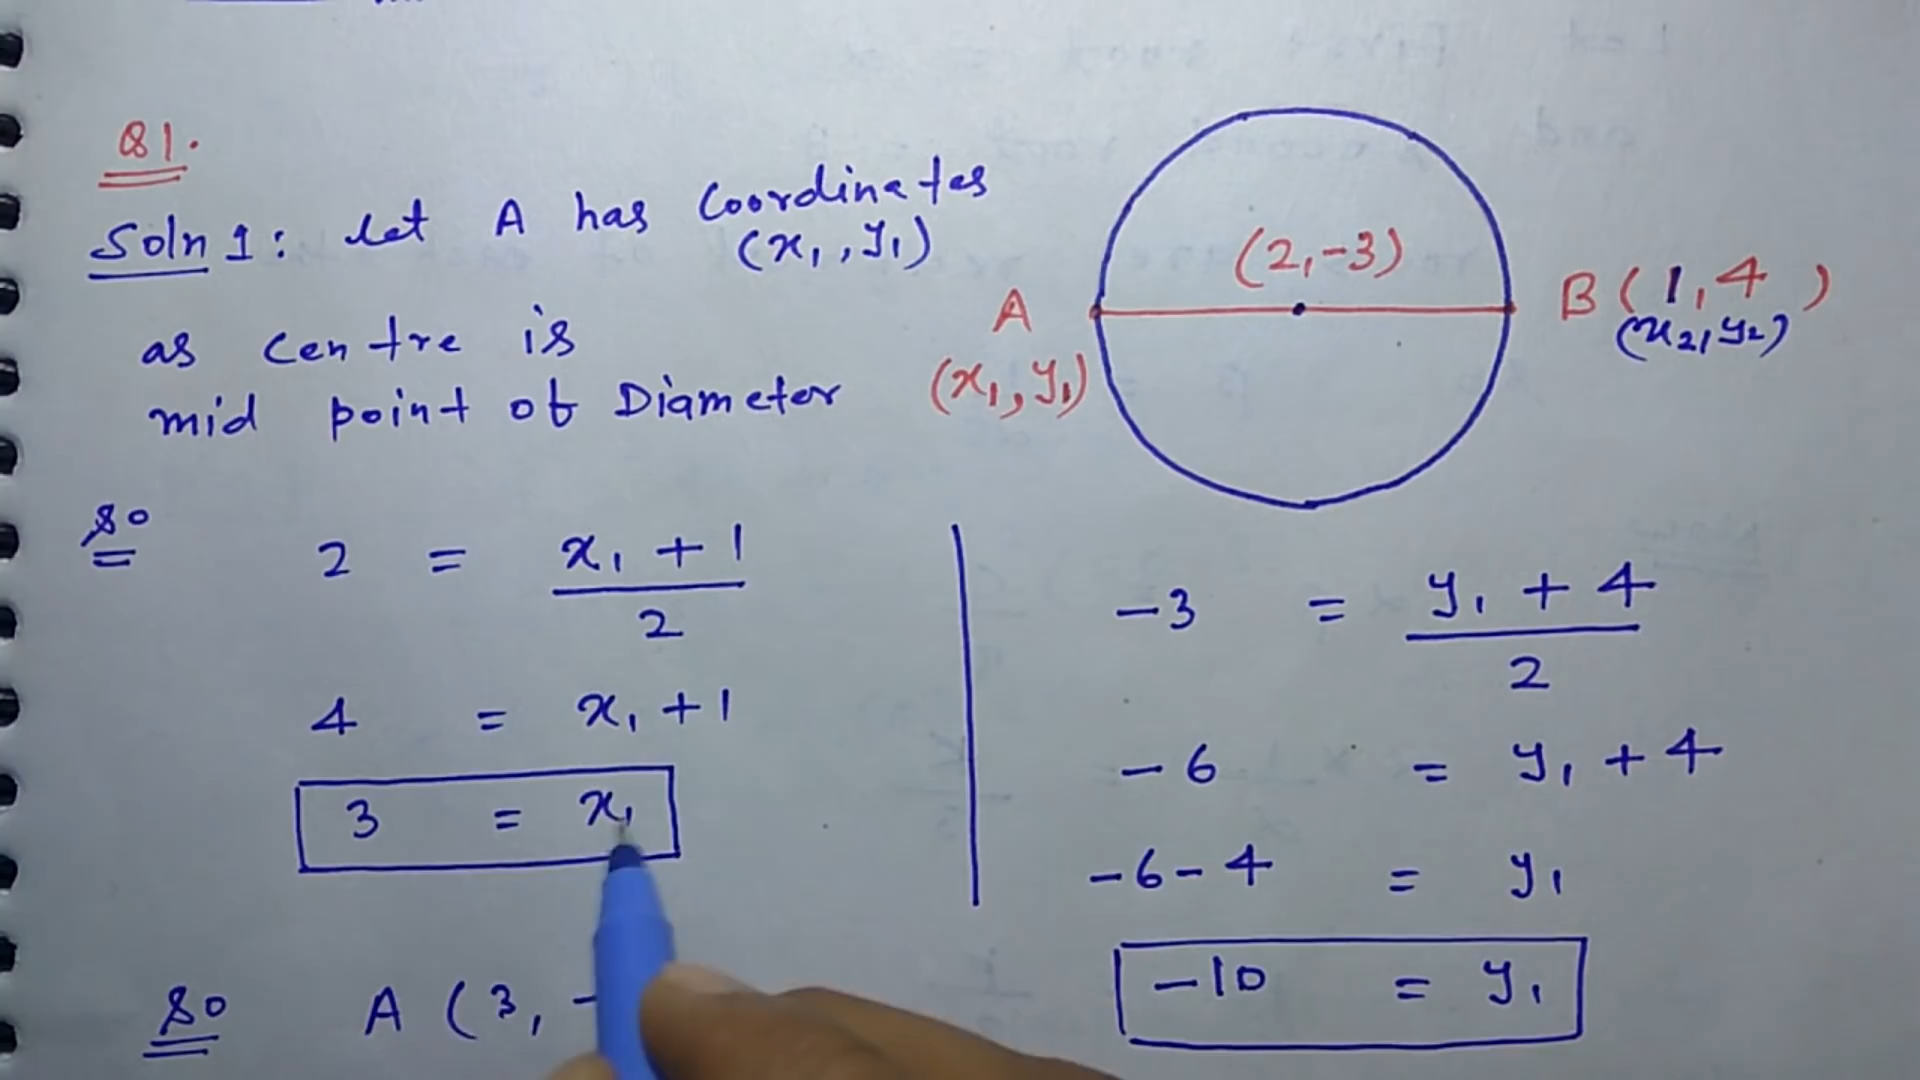 Q1.
Soln 1: let A has Coordinates
(x₁, y₁)
as centre is
mid point of Diameter
(2,-3)
A
(x₁, y₁)
B (1,4)
(x₂, y₂)
So 2 = x₁ + 1
2
4 = x₁ + 1
3 = x₁
-3 = y₁ + 4
2
-6 = y₁ + 4
-6-4 = y₁
-10 = y₁
So A (3, -